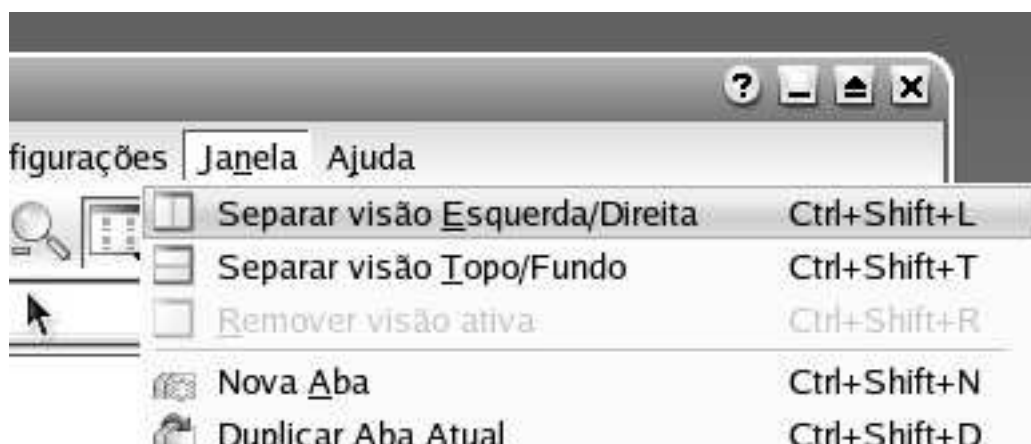 ?
figurações Janela Ajuda
Separar visão Esquerda/Direita Ctrl+Shift+L
Separar visão Topo/Fundo Ctrl+Shift+T
Remover visão ativa Ctrl+Shift+R
Nova Aba Ctrl+Shift+N
Duplicar Aba Atual Ctrl+Shift+D